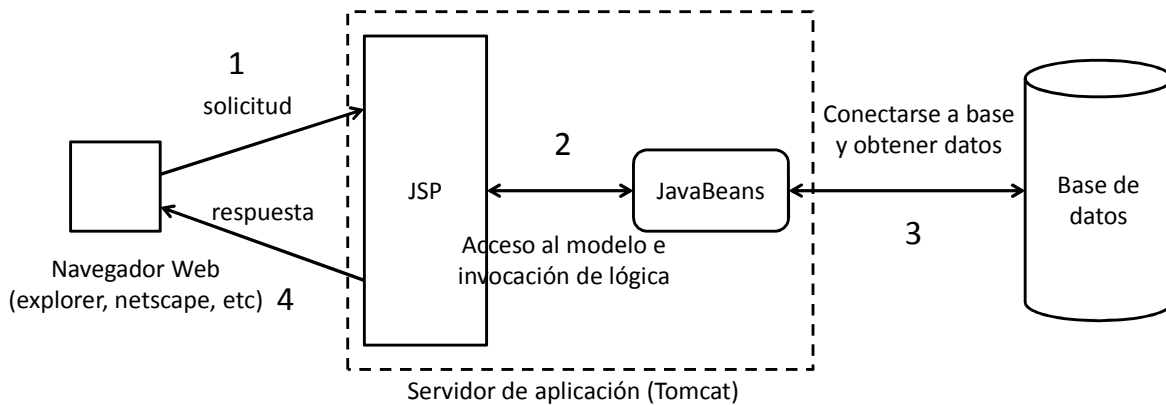 1
solicitud
respuesta
Navegador Web
(explorer, netscape, etc)
4
JSP
2
Acceso al modelo e
invocación de lógica
JavaBeans
Servidor de aplicación (Tomcat)
Conectarse a base
y obtener datos
3
Base de
datos